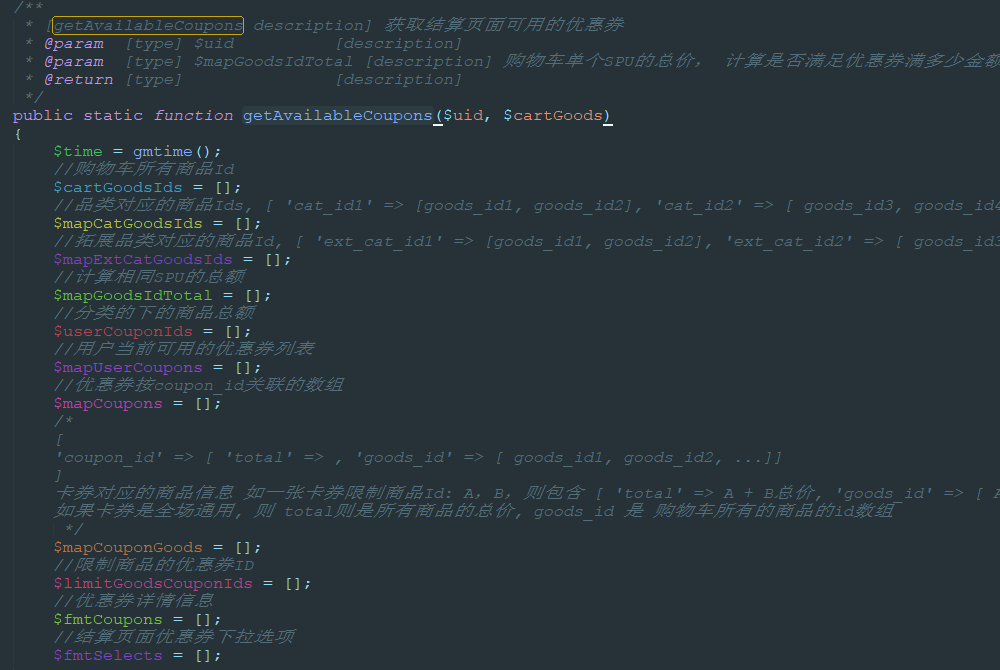 /**
* [getAvailableCoupons description] 获取结算页面可用的优惠券
* @param [type] $uid [description]
* @param [type] $mapGoodsIdTotal [description] 购物车单个SPU的总价， 计算是否满足优惠券满多少金额
* @return [type] [description]
*/
public static function getAvailableCoupons($uid, $cartGoods)
{
$time = gmtime();
//购物车所有商品Id
$cartGoodsIds = [];
//品类对应的商品Ids, [ 'cat_id1' => [goods_id1, goods_id2], 'cat_id2' => [ goods_id3, goods_id4
$mapCatGoodsIds = [];
//拓展品类对应的商品Id, [ 'ext_cat_id1' => [goods_id1, goods_id2], 'ext_cat_id2' => [ goods_id3
$mapExtCatGoodsIds = [];
//计算相同SPU的总额
$mapGoodsIdTotal = [];
//分类的下的商品总额
$userCouponIds = [];
//用户当前可用的优惠券列表
$mapUserCoupons = [];
//优惠券按coupon_id关联的数组
$mapCoupons = [];
/*
[
'coupon_id' => [ 'total' => , 'goods_id' => [ goods_id1, goods_id2, ...]]
]
卡券对应的商品信息 如一张卡券限制商品Id: A, B, 则包含 [ 'total' => A + B总价, 'goods_id' => [ A
如果卡券是全场通用, 则 total则是所有商品的总价, goods_id 是 购物车所有的商品的id数组
*/
$mapCouponGoods = [];
//限制商品的优惠券ID
$limitGoodsCouponIds = [];
//优惠券详情信息
$fmtCoupons = [];
//结算页面优惠券下拉选项
$fmtSelects = [];